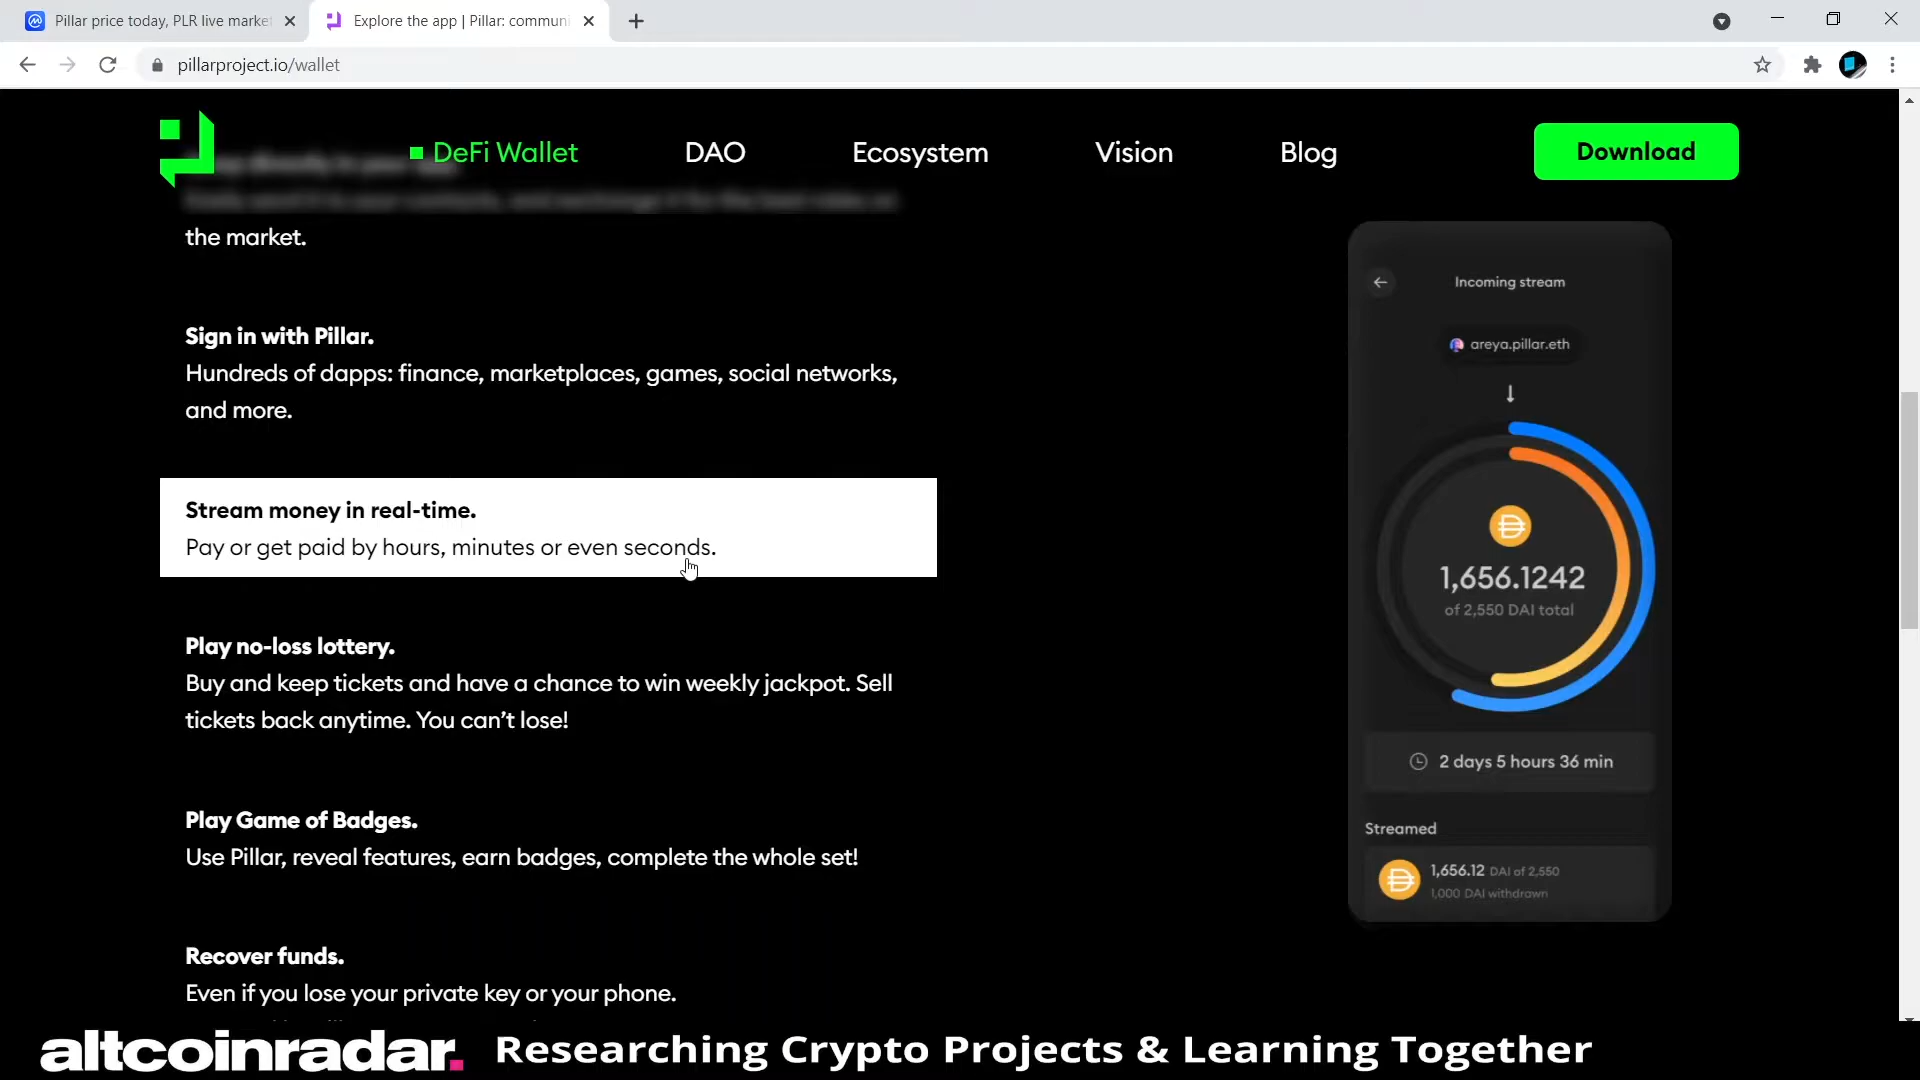 Pillar price today, PLR live marke
Explore the app | Pillar: commun
pillarproject.io/wallet
DeFi Wallet
DAO
Ecosystem
Vision
Blog
Download
the market.
Sign in with Pillar.
Hundreds of dapps: finance, marketplaces, games, social networks,
and more.
Stream money in real-time.
Pay or get paid by hours, minutes or even seconds.
Play no-loss lottery.
Buy and keep tickets and have a chance to win weekly jackpot. Sell
tickets back anytime. You can’t lose!
Play Game of Badges.
Use Pillar, reveal features, earn badges, complete the whole set!
Recover funds.
Even if you lose your private key or your phone.
Incoming stream
areya.pillar.eth
1,656.1242
of 2,550 DAI total
2 days 5 hours 36 min
Streamed
1,656.12 DAI of 2,550
1,000 DAI withdrawn
altcoinradar.
Researching Crypto Projects & Learning Together